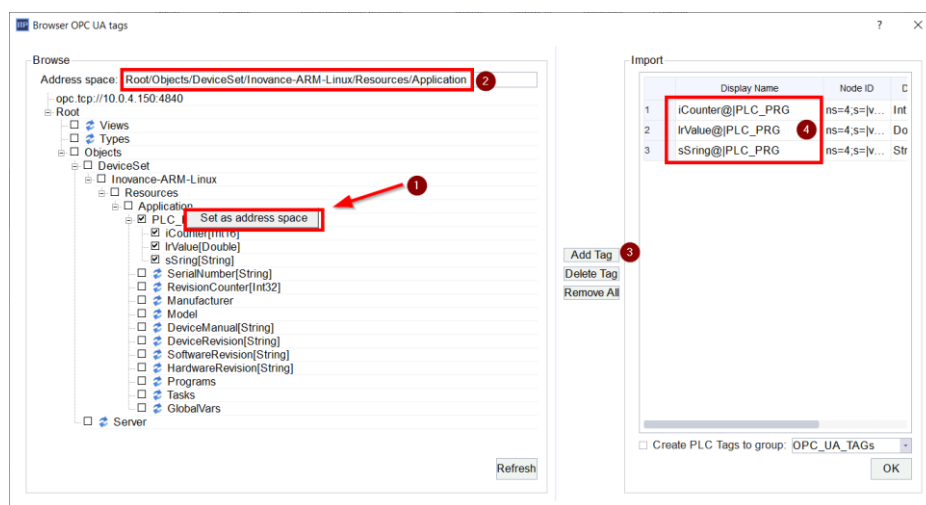 Browser OPC UA tags
? ×
Browse
Address space: Root/Objects/DeviceSet/Inovance-ARM-Linux/Resources/Application
2
opc.tcp://10.0.4.150:4840
Root
Views
Types
Objects
DeviceSet
Inovance-ARM-Linux
1
Resources
Application
PLC_
Set as address space
iCounter[Int16]
lrValue[Double]
sSring[String]
SerialNumber[String]
RevisionCounter[Int32]
Manufacturer
Model
DeviceManual[String]
DeviceRevision[String]
SoftwareRevision[String]
HardwareRevision[String]
Programs
Tasks
GlobalVars
Server
Refresh
Add Tag
3
Delete Tag
Remove All
Import
Display Name Node ID D
1 iCounter@|PLC_PRG ns=4;s=|v... Int
2 lrValue@|PLC_PRG 4 ns=4;s=|v... Do
3 sSring@|PLC_PRG ns=4;s=|v... Str
Create PLC Tags to group: OPC_UA_TAGs
OK